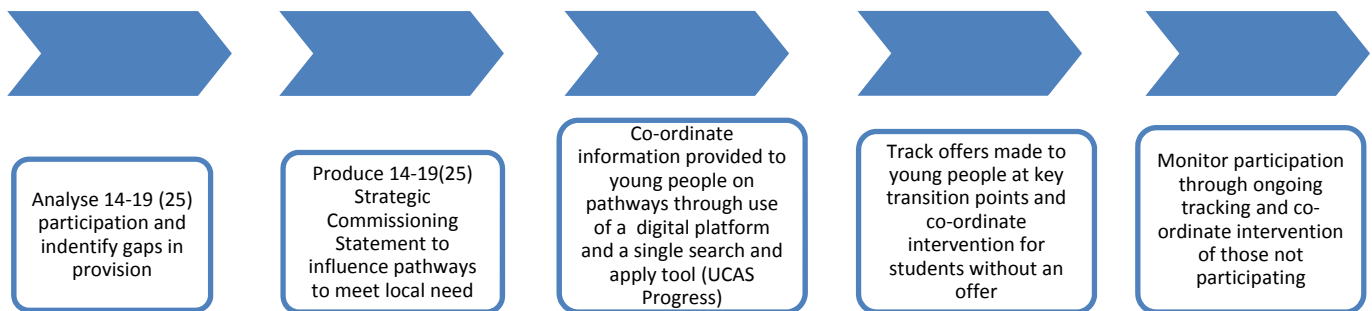 Analyse 14-19 (25)
participation and
indentify gaps in
provision
Produce 14-19(25)
Strategic
Commissioning
Statement to
influence pathways
to meet local need
Co-ordinate
information provided to
young people on
pathways through use
of a digital platform
and a single search and
apply tool (UCAS
Progress)
Track offers made to
young people at key
transition points and
co-ordinate
intervention for
students without an
offer
Monitor participation
through ongoing
tracking and co-
ordinate intervention
of those not
participating